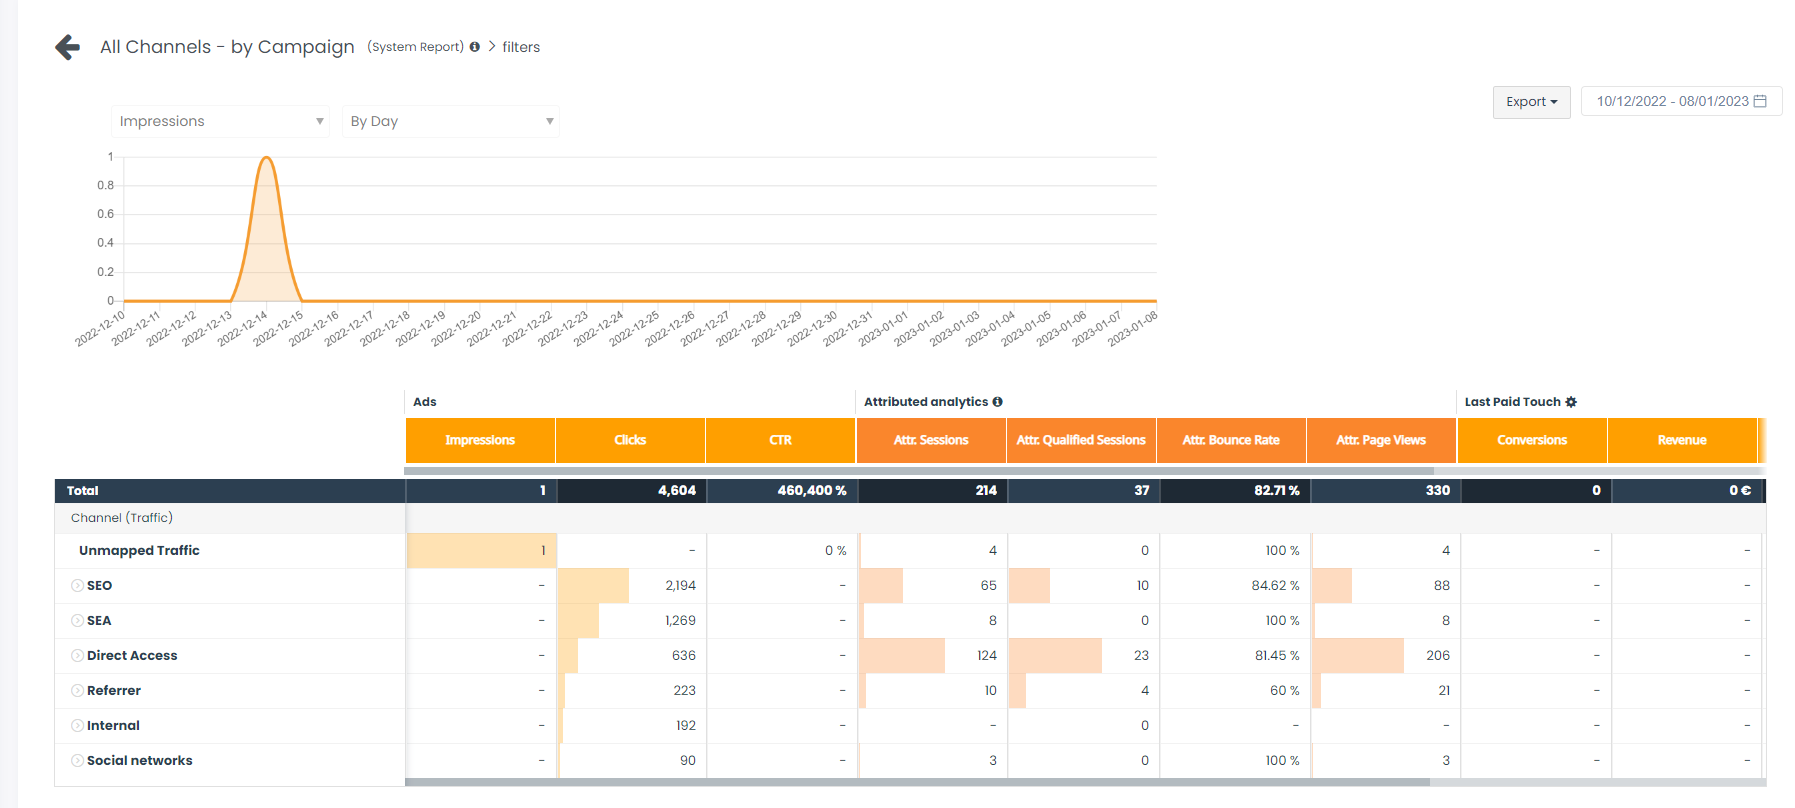 All Channels - by Campaign (System Report) > filters
Export 10/12/2022 - 08/01/2023
Impressions By Day
1
0.8
0.6
0.4
0.2
0
2022-12-10 2022-12-11 2022-12-12 2022-12-13 2022-12-14 2022-12-15 2022-12-16 2022-12-17 2022-12-18 2022-12-19 2022-12-20 2022-12-21 2022-12-22 2022-12-23 2022-12-24 2022-12-25 2022-12-26 2022-12-27 2022-12-28 2022-12-29 2022-12-30 2022-12-31 2023-01-01 2023-01-02 2023-01-03 2023-01-04 2023-01-05 2023-01-06 2023-01-07 2023-01-08
Ads Attributed analytics Last Paid Touch
Impressions Clicks CTR Attr. Sessions Attr. Qualified Sessions Attr. Bounce Rate Attr. Page Views Conversions Revenue
Total 1 4,604 460,400 % 214 37 82.71 % 330 0 0 €
Channel (Traffic)
Unmapped Traffic 1 - 0 % 4 0 100 % 4 - -
SEO - 2,194 - 65 10 84.62 % 88 - -
SEA - 1,269 - 8 0 100 % 8 - -
Direct Access - 636 - 124 23 81.45 % 206 - -
Referrer - 223 - 10 4 60 % 21 - -
Internal - 192 - - 0 - - - -
Social networks - 90 - 3 0 100 % 3 - -